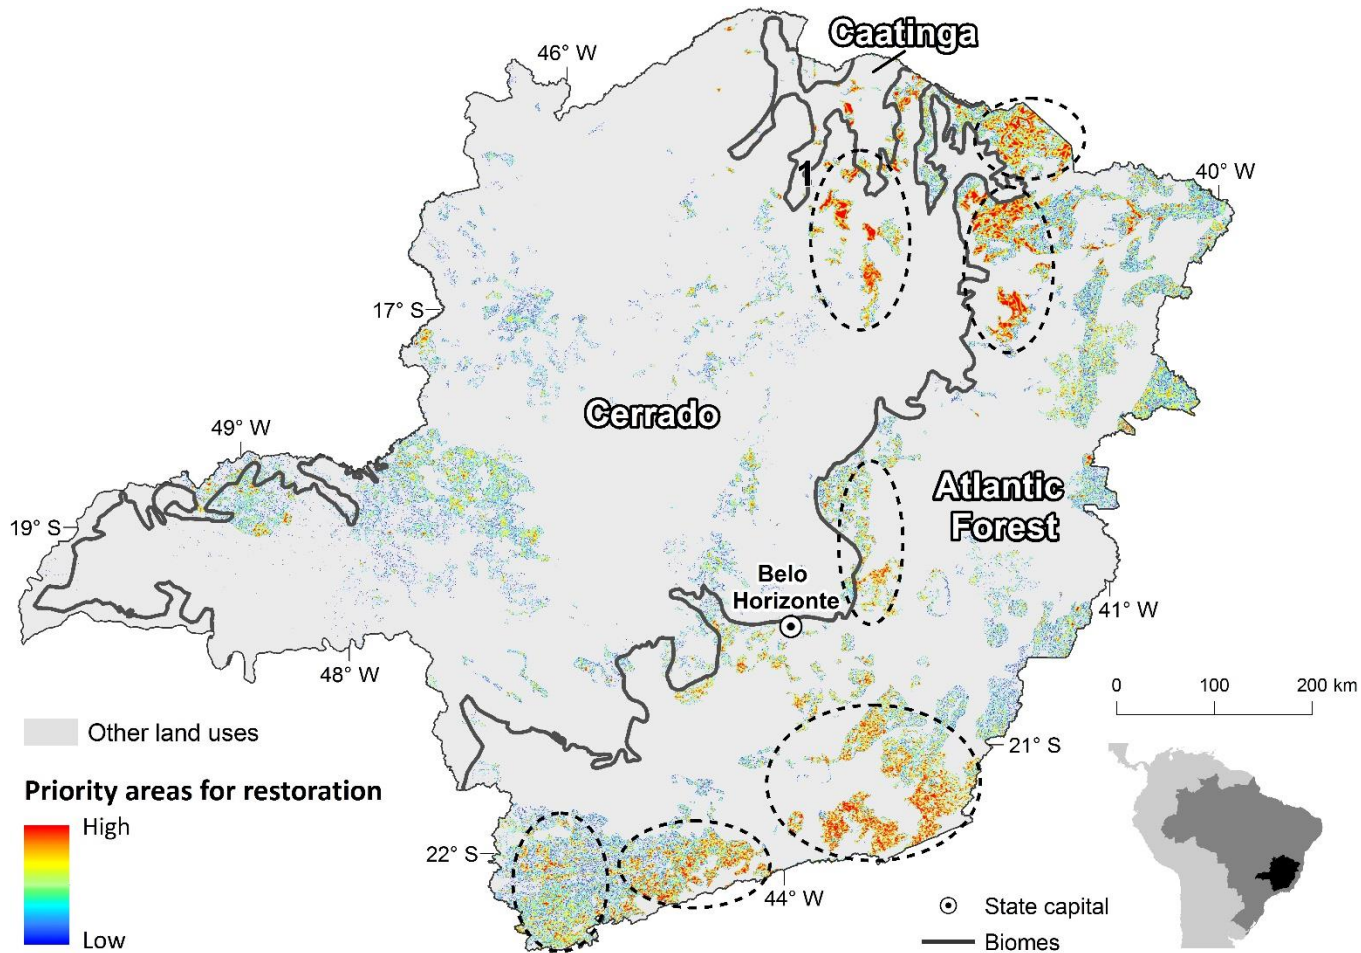 Caatinga
46° W
40° W
1
17° S
Cerrado
49° W
Atlantic
Forest
19° S
Belo
Horizonte
41° W
48° W
0 100 200 km
Other land uses
21° S
Priority areas for restoration
High
22° S
44° W
State capital
Low
Biomes